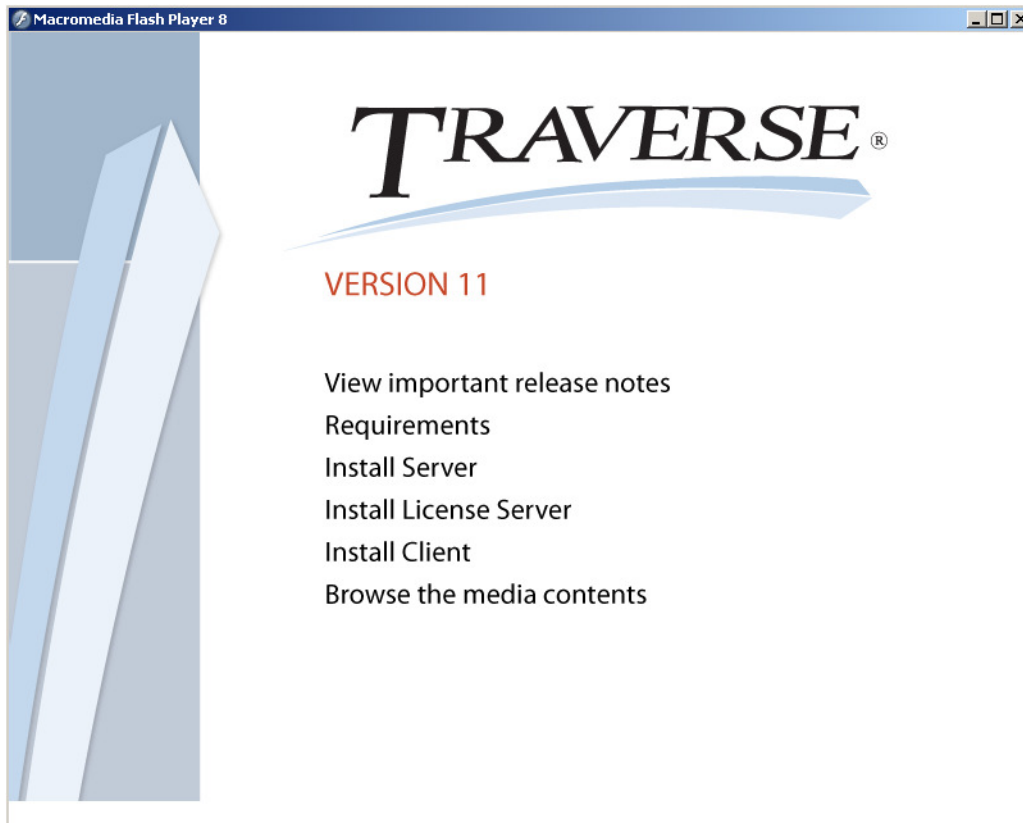 Macromedia Flash Player 8
TRAVERSE®
VERSION 11
View important release notes
Requirements
Install Server
Install License Server
Install Client
Browse the media contents